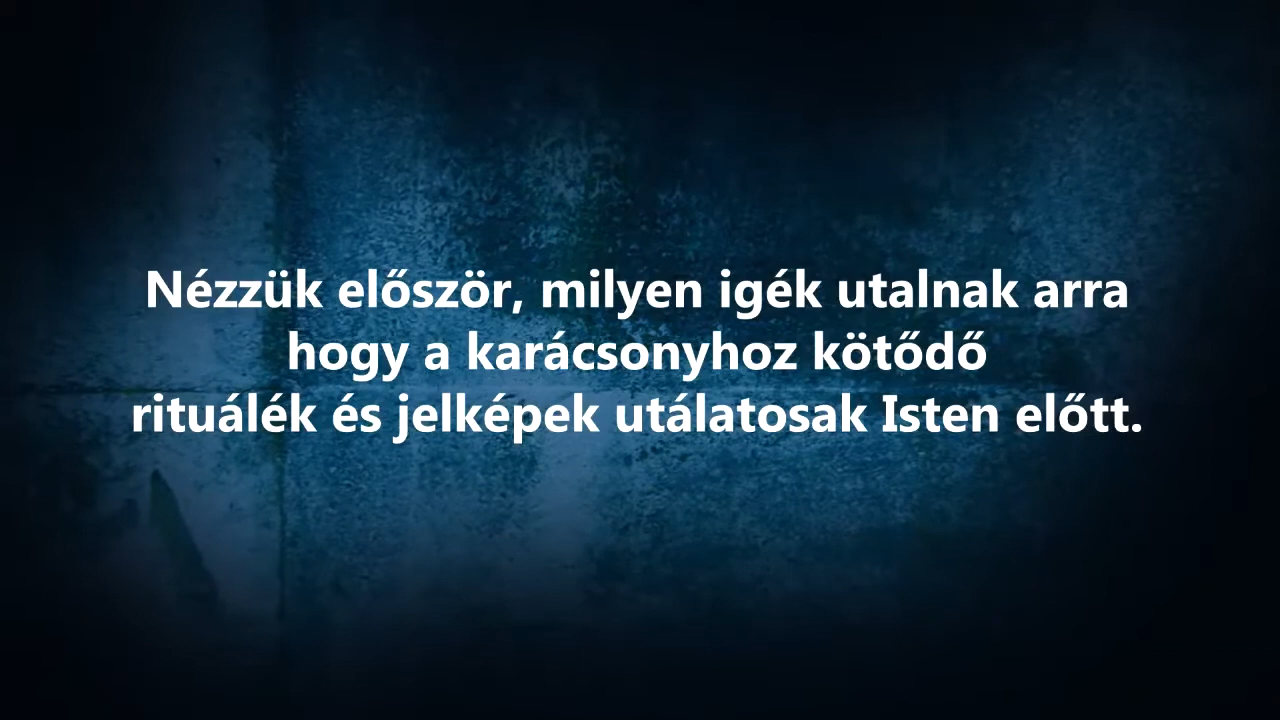 Nézzük először, milyen igék utalnak arra
hogy a karácsonyhoz kötődő
rituálék és jelképek utálatosak Isten előtt.